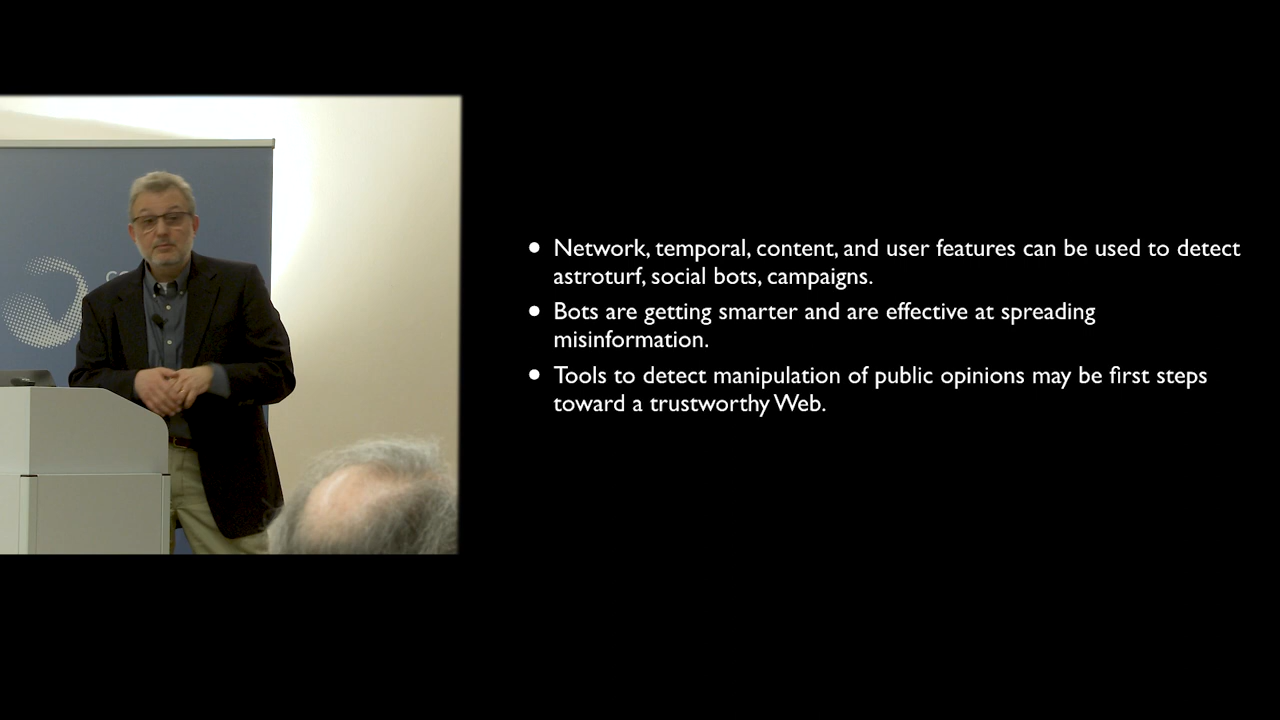 Network, temporal, content, and user features can be used to detect
astroturf, social bots, campaigns.
Bots are getting smarter and are effective at spreading
misinformation.
Tools to detect manipulation of public opinions may be first steps
toward a trustworthy Web.